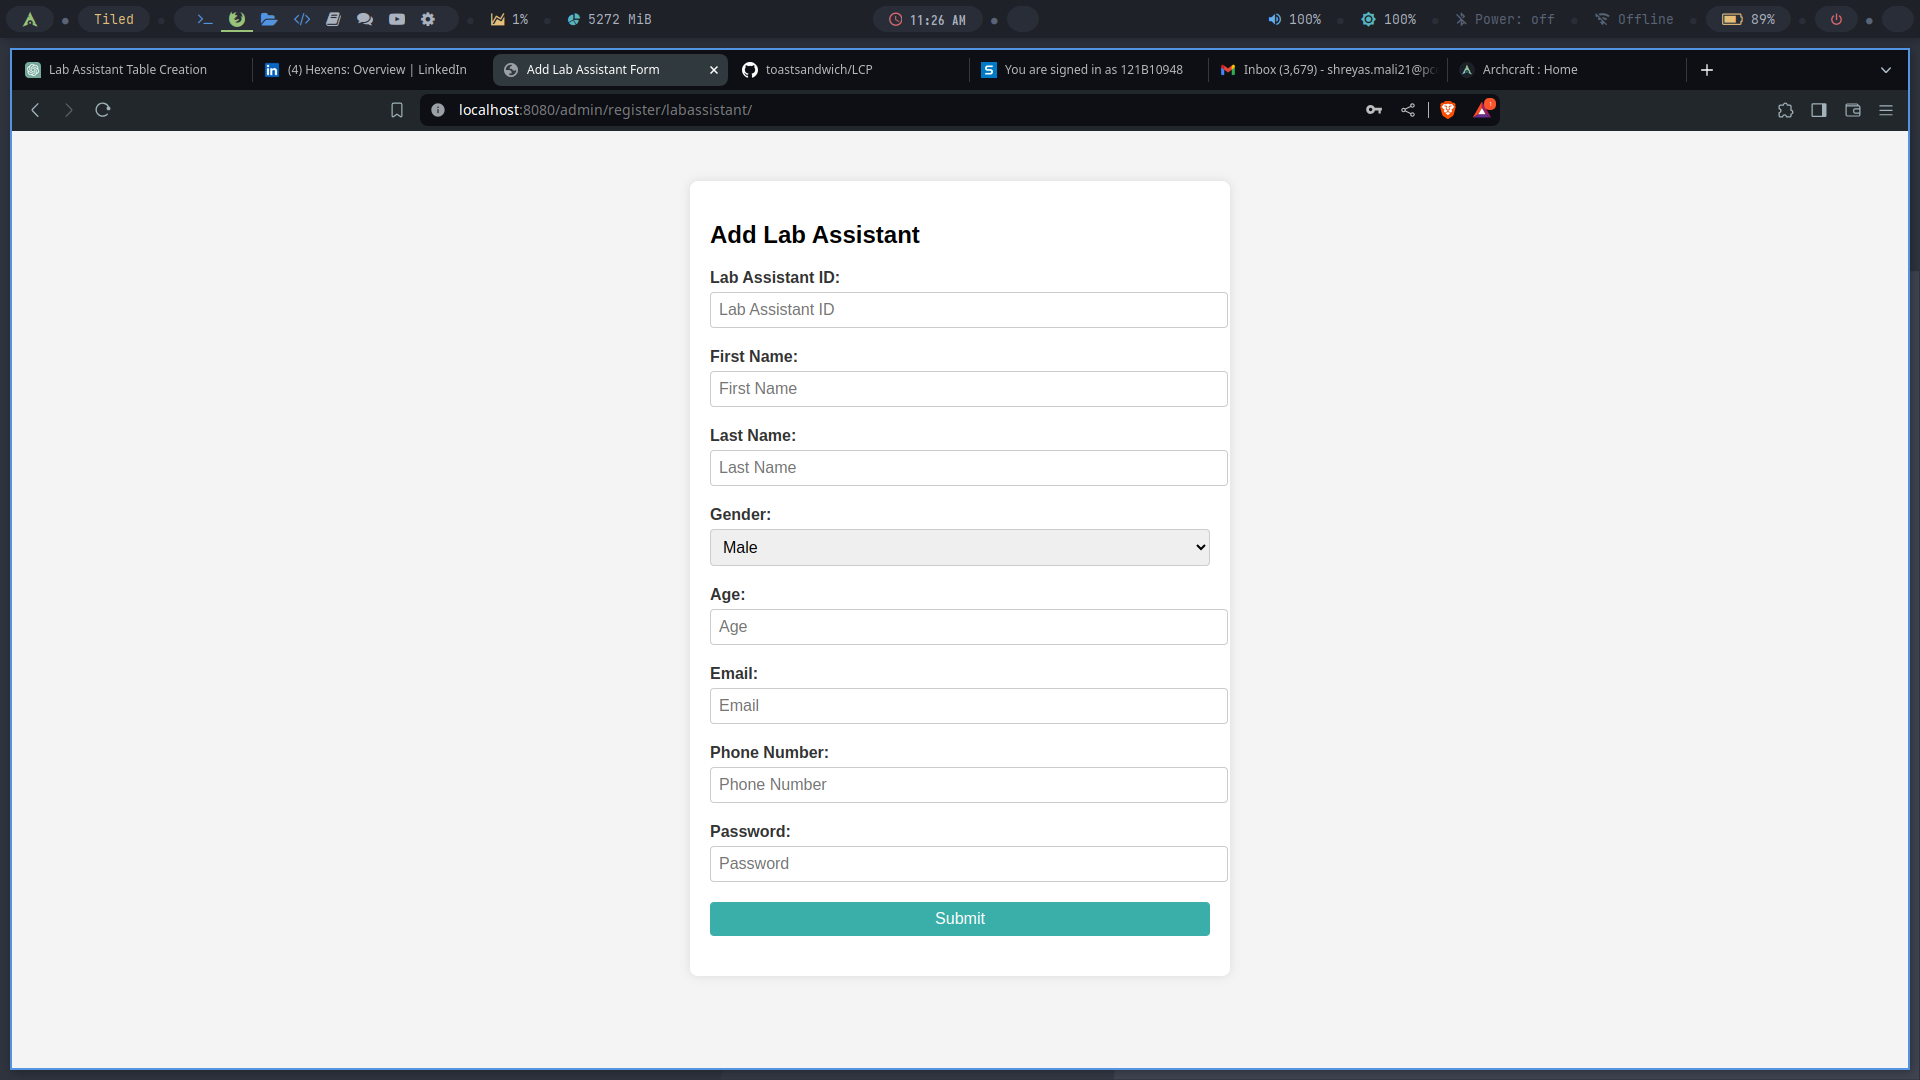 Tiled
1%
5272 MiB
11:26 AM
100%
100%
Power: off
Offline
89%
Lab Assistant Table Creation
(4) Hexens: Overview | LinkedIn
Add Lab Assistant Form
toastsandwich/LCP
You are signed in as 121B10948
Inbox (3,679) - shreyas.mali21@pc
Archcraft : Home
localhost:8080/admin/register/labassistant/
1
Add Lab Assistant
Lab Assistant ID:
Lab Assistant ID
First Name:
First Name
Last Name:
Last Name
Gender:
Male
Age:
Age
Email:
Email
Phone Number:
Phone Number
Password:
Password
Submit